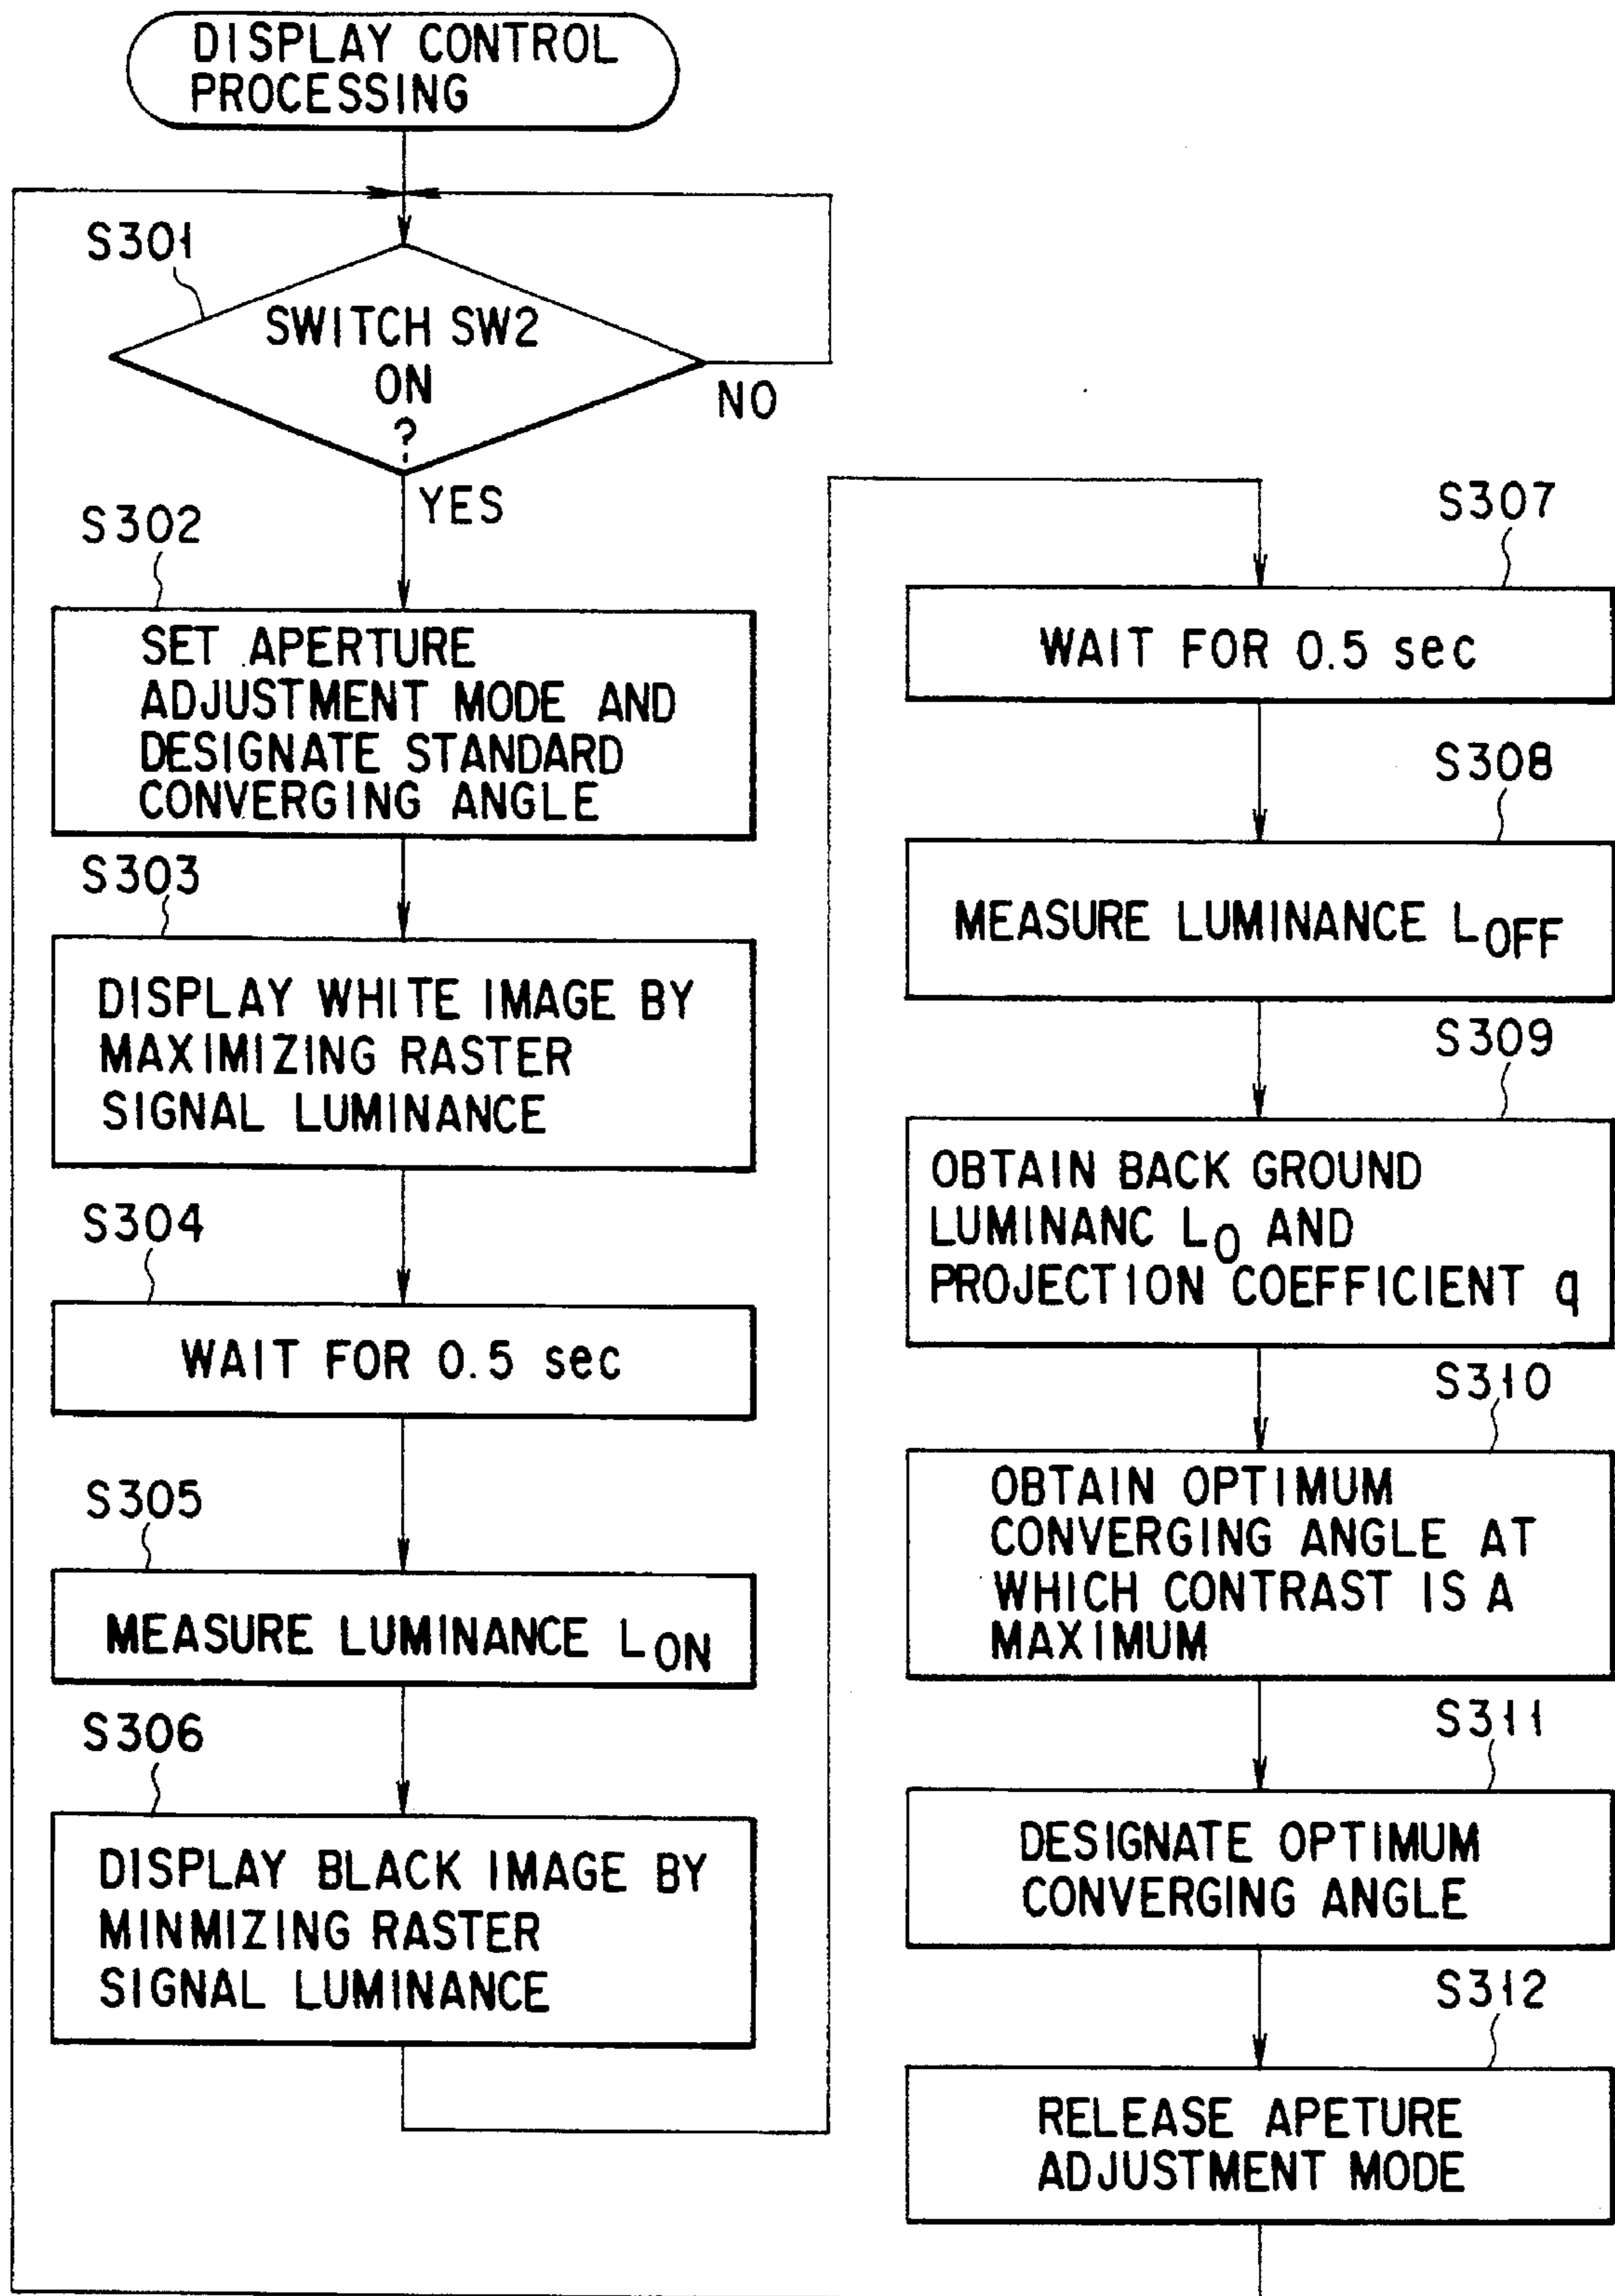 DISPLAY CONTROL
PROCESSING
S301
SWITCH SW2
ON
?
NO
YES
S302
SET APERTURE
ADJUSTMENT MODE AND
DESIGNATE STANDARD
CONVERGING ANGLE
S303
DISPLAY WHITE IMAGE BY
MAXIMIZING RASTER
SIGNAL LUMINANCE
S304
WAIT FOR 0.5 sec
S305
MEASURE LUMINANCE LON
S306
DISPLAY BLACK IMAGE BY
MINMIZING RASTER
SIGNAL LUMINANCE
S307
WAIT FOR 0.5 sec
S308
MEASURE LUMINANCE LOFF
S309
OBTAIN BACK GROUND
LUMINANC L0 AND
PROJECTION COEFFICIENT q
S310
OBTAIN OPTIMUM
CONVERGING ANGLE AT
WHICH CONTRAST IS A
MAXIMUM
S311
DESIGNATE OPTIMUM
CONVERGING ANGLE
S312
RELEASE APETURE
ADJUSTMENT MODE